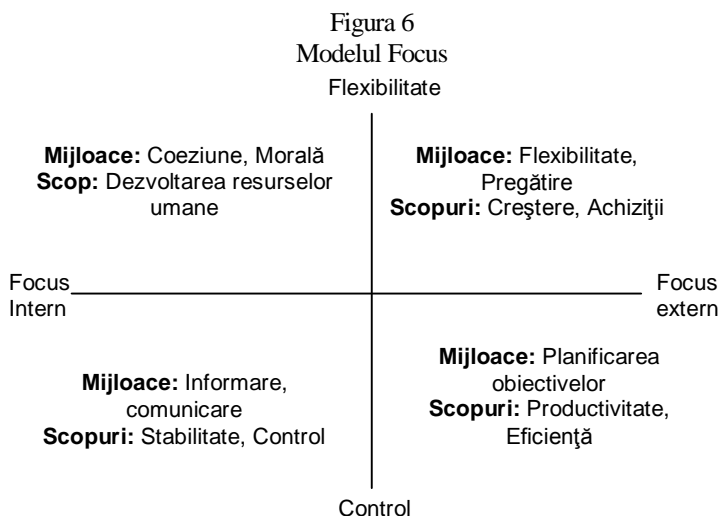 Figura 6
Modelul Focus
Flexibilitate
Mijloace: Coeziune, Morală
Scop: Dezvoltarea resurselor
umane
Mijloace: Flexibilitate,
Pregătire
Scopuri: Creştere, Achiziţii
Focus
Intern
Focus
extern
Mijloace: Informare,
comunicare
Scopuri: Stabilitate, Control
Mijloace: Planificarea
obiectivelor
Scopuri: Productivitate,
Eficienţă
Control